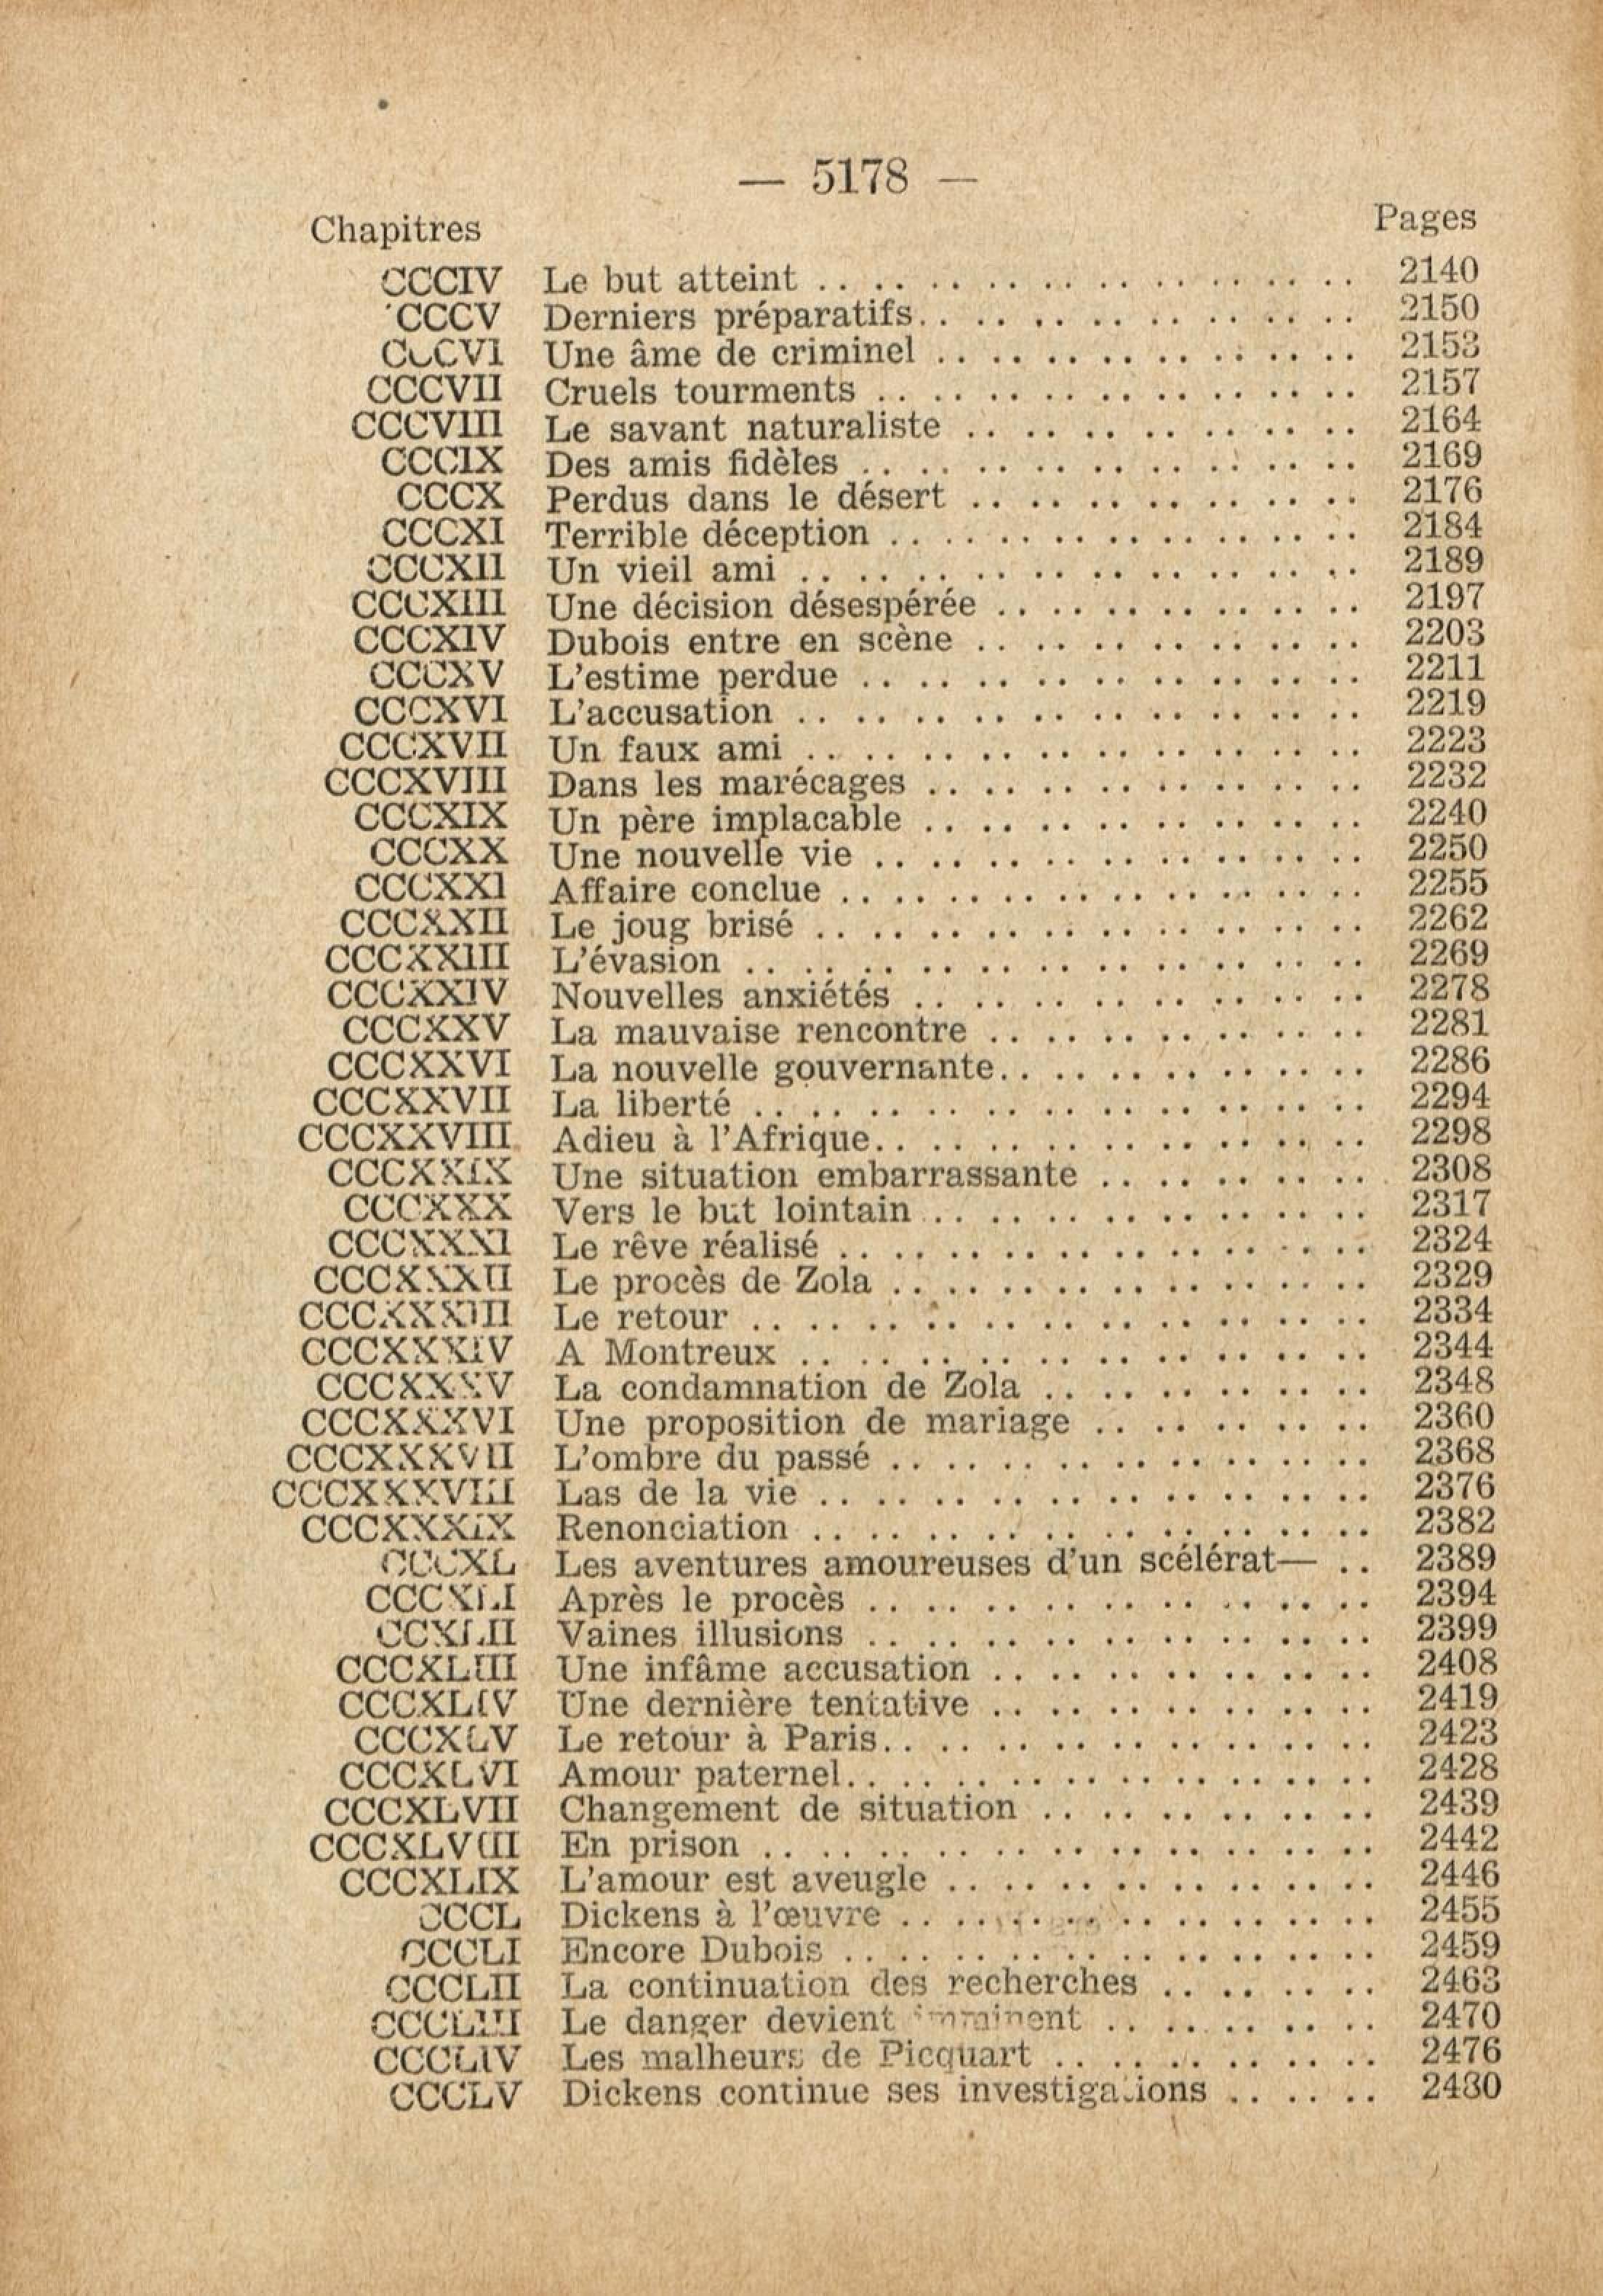 — 5178 —
Chapitres Pages
CCCIV Le but atteint . . . . . . . . . . . . . . . . . . 2140
CCCV Derniers préparatifs. . . . . . . . . . . . . . . . 2150
CCCVI Une âme de criminel . . . . . . . . . . . . . . . 2153
CCCVII Cruels tourments . . . . . . . . . . . . . . . . . 2157
CCCVIII Le savant naturaliste . . . . . . . . . . . . . . 2164
CCCIX Des amis fidèles . . . . . . . . . . . . . . . . . 2169
CCCX Perdus dans le désert . . . . . . . . . . . . . . 2176
CCCXI Terrible déception . . . . . . . . . . . . . . . . 2184
CCCXII Un vieil ami . . . . . . . . . . . . . . . . . . . 2189
CCCXIII Une décision désespérée . . . . . . . . . . . . . 2197
CCCXIV Dubois entre en scène . . . . . . . . . . . . . . 2203
CCCXV L'estime perdue . . . . . . . . . . . . . . . . . 2211
CCCXVI L'accusation . . . . . . . . . . . . . . . . . . . 2219
CCCXVII Un faux ami . . . . . . . . . . . . . . . . . . . 2223
CCCXVIII Dans les marécages . . . . . . . . . . . . . . . 2232
CCCXIX Un père implacable . . . . . . . . . . . . . . . 2240
CCCXX Une nouvelle vie . . . . . . . . . . . . . . . . . 2250
CCCXXI Affaire conclue . . . . . . . . . . . . . . . . . . 2255
CCCXXII Le joug brisé . . . . . . . . . . . . . . . . . . . 2262
CCCXXIII L'évasion . . . . . . . . . . . . . . . . . . . . . 2269
CCCXXIV Nouvelles anxiétés . . . . . . . . . . . . . . . . 2278
CCCXXV La mauvaise rencontre . . . . . . . . . . . . . 2281
CCCXXVI La nouvelle gouvernante. . . . . . . . . . . . . 2286
CCCXXVII La liberté . . . . . . . . . . . . . . . . . . . . . 2294
CCCXXVIII Adieu à l'Afrique. . . . . . . . . . . . . . . . . 2298
CCCXXIX Une situation embarrassante . . . . . . . . . . 2308
CCCXXX Vers le but lointain . . . . . . . . . . . . . . . 2317
CCCXXXI Le rêve réalisé . . . . . . . . . . . . . . . . . . 2324
CCCXXXII Le procès de Zola . . . . . . . . . . . . . . . . 2329
CCCXXXIII Le retour . . . . . . . . . . . . . . . . . . . . . 2334
CCCXXXIV A Montreux . . . . . . . . . . . . . . . . . . . 2344
CCCXXXV La condamnation de Zola . . . . . . . . . . . . 2348
CCCXXXVI Une proposition de mariage . . . . . . . . . . 2360
CCCXXXVII L'ombre du passé . . . . . . . . . . . . . . . . 2368
CCCXXXVIII Las de la vie . . . . . . . . . . . . . . . . . . . 2376
CCCXXXIX Renonciation . . . . . . . . . . . . . . . . . . . 2382
CCCXL Les aventures amoureuses d'un scélérat— . . 2389
CCCXLI Après le procès . . . . . . . . . . . . . . . . . . 2394
CCXLII Vaines illusions . . . . . . . . . . . . . . . . . . 2399
CCCXLIII Une infâme accusation . . . . . . . . . . . . . . 2408
CCCXLIV Une dernière tentative . . . . . . . . . . . . . . 2419
CCCXLV Le retour à Paris. . . . . . . . . . . . . . . . . . 2423
CCCXLVI Amour paternel. . . . . . . . . . . . . . . . . . . 2428
CCCXLVII Changement de situation . . . . . . . . . . . . 2439
CCCXLVIII En prison . . . . . . . . . . . . . . . . . . . . . 2442
CCCXLIX L'amour est aveugle . . . . . . . . . . . . . . . 2446
CCCL Dickens à l'œuvre . . . . . . . . . . . . . . . . . 2455
CCCLI Encore Dubois . . . . . . . . . . . . . . . . . . . 2459
CCCLII La continuation des recherches . . . . . . . . 2463
CCCLIII Le danger devient imminent . . . . . . . . . . 2470
CCCLIV Les malheurs de Picquart . . . . . . . . . . . . 2476
CCCLV Dickens continue ses investigations . . . . . . 2480